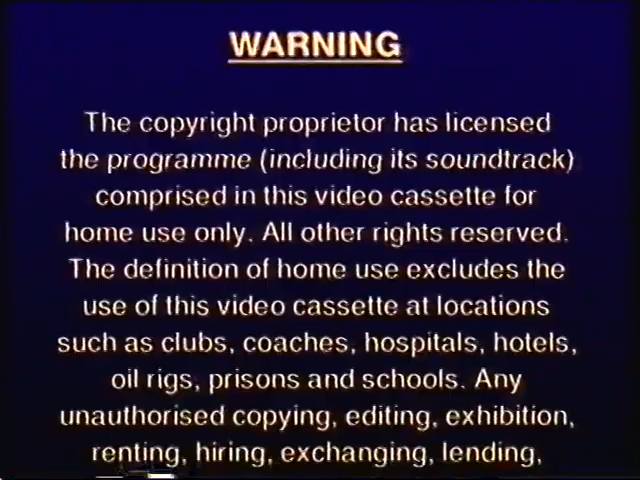 WARNING
The copyright proprietor has licensed
the programme (including its soundtrack)
comprised in this video cassette for
home use only. All other rights reserved.
The definition of home use excludes the
use of this video cassette at locations
such as clubs, coaches, hospitals, hotels,
oil rigs, prisons and schools. Any
unauthorised copying, editing, exhibition,
renting, hiring, exchanging, lending,